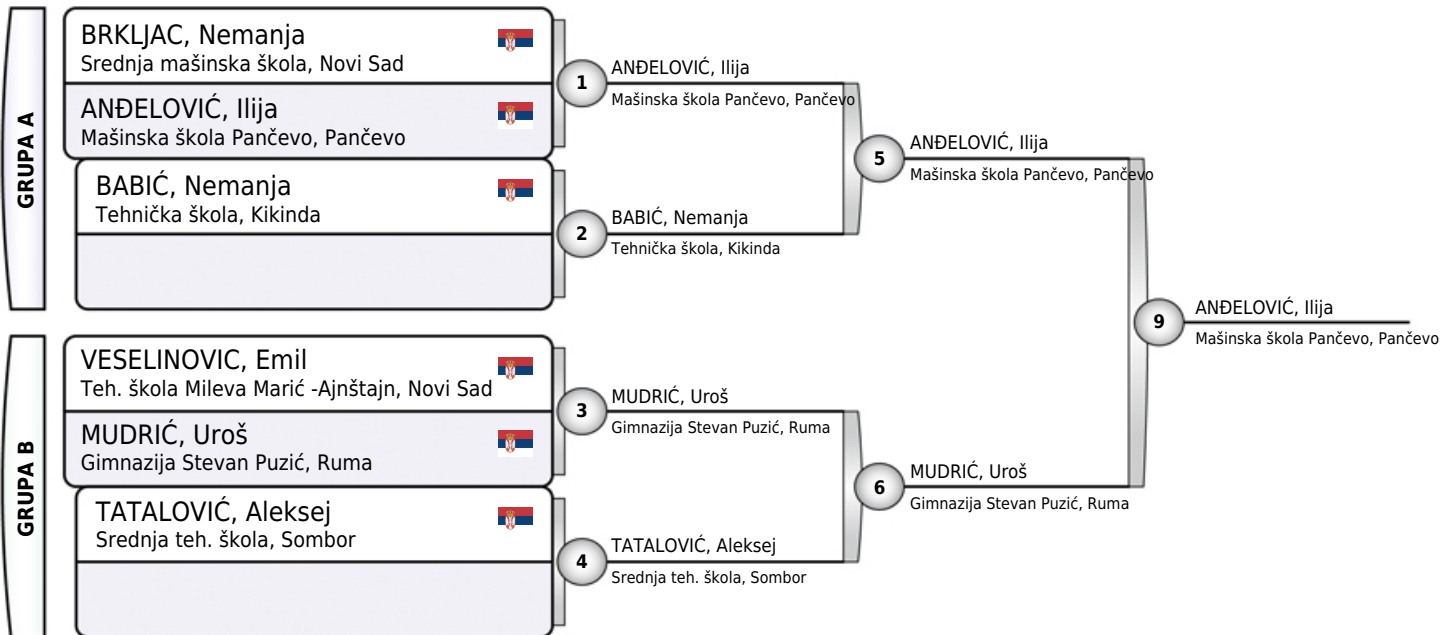 GRUPA A
BRKLJAC, Nemanja
Srednja mašinska škola, Novi Sad
ANĐELOVIĆ, Ilija
Mašinska škola Pančevo, Pančevo
BABIĆ, Nemanja
Tehnička škola, Kikinda
1
ANĐELOVIĆ, Ilija
Mašinska škola Pančevo, Pančevo
2
BABIĆ, Nemanja
Tehnička škola, Kikinda
5
ANĐELOVIĆ, Ilija
Mašinska škola Pančevo, Pančevo
GRUPA B
VESELINOVIC, Emil
Teh. škola Mileva Marić -Ajnštajn, Novi Sad
MUDRIĆ, Uroš
Gimnazija Stevan Puzić, Ruma
TATALOVIĆ, Aleksej
Srednja teh. škola, Sombor
3
MUDRIĆ, Uroš
Gimnazija Stevan Puzić, Ruma
4
TATALOVIĆ, Aleksej
Srednja teh. škola, Sombor
6
MUDRIĆ, Uroš
Gimnazija Stevan Puzić, Ruma
9
ANĐELOVIĆ, Ilija
Mašinska škola Pančevo, Pančevo